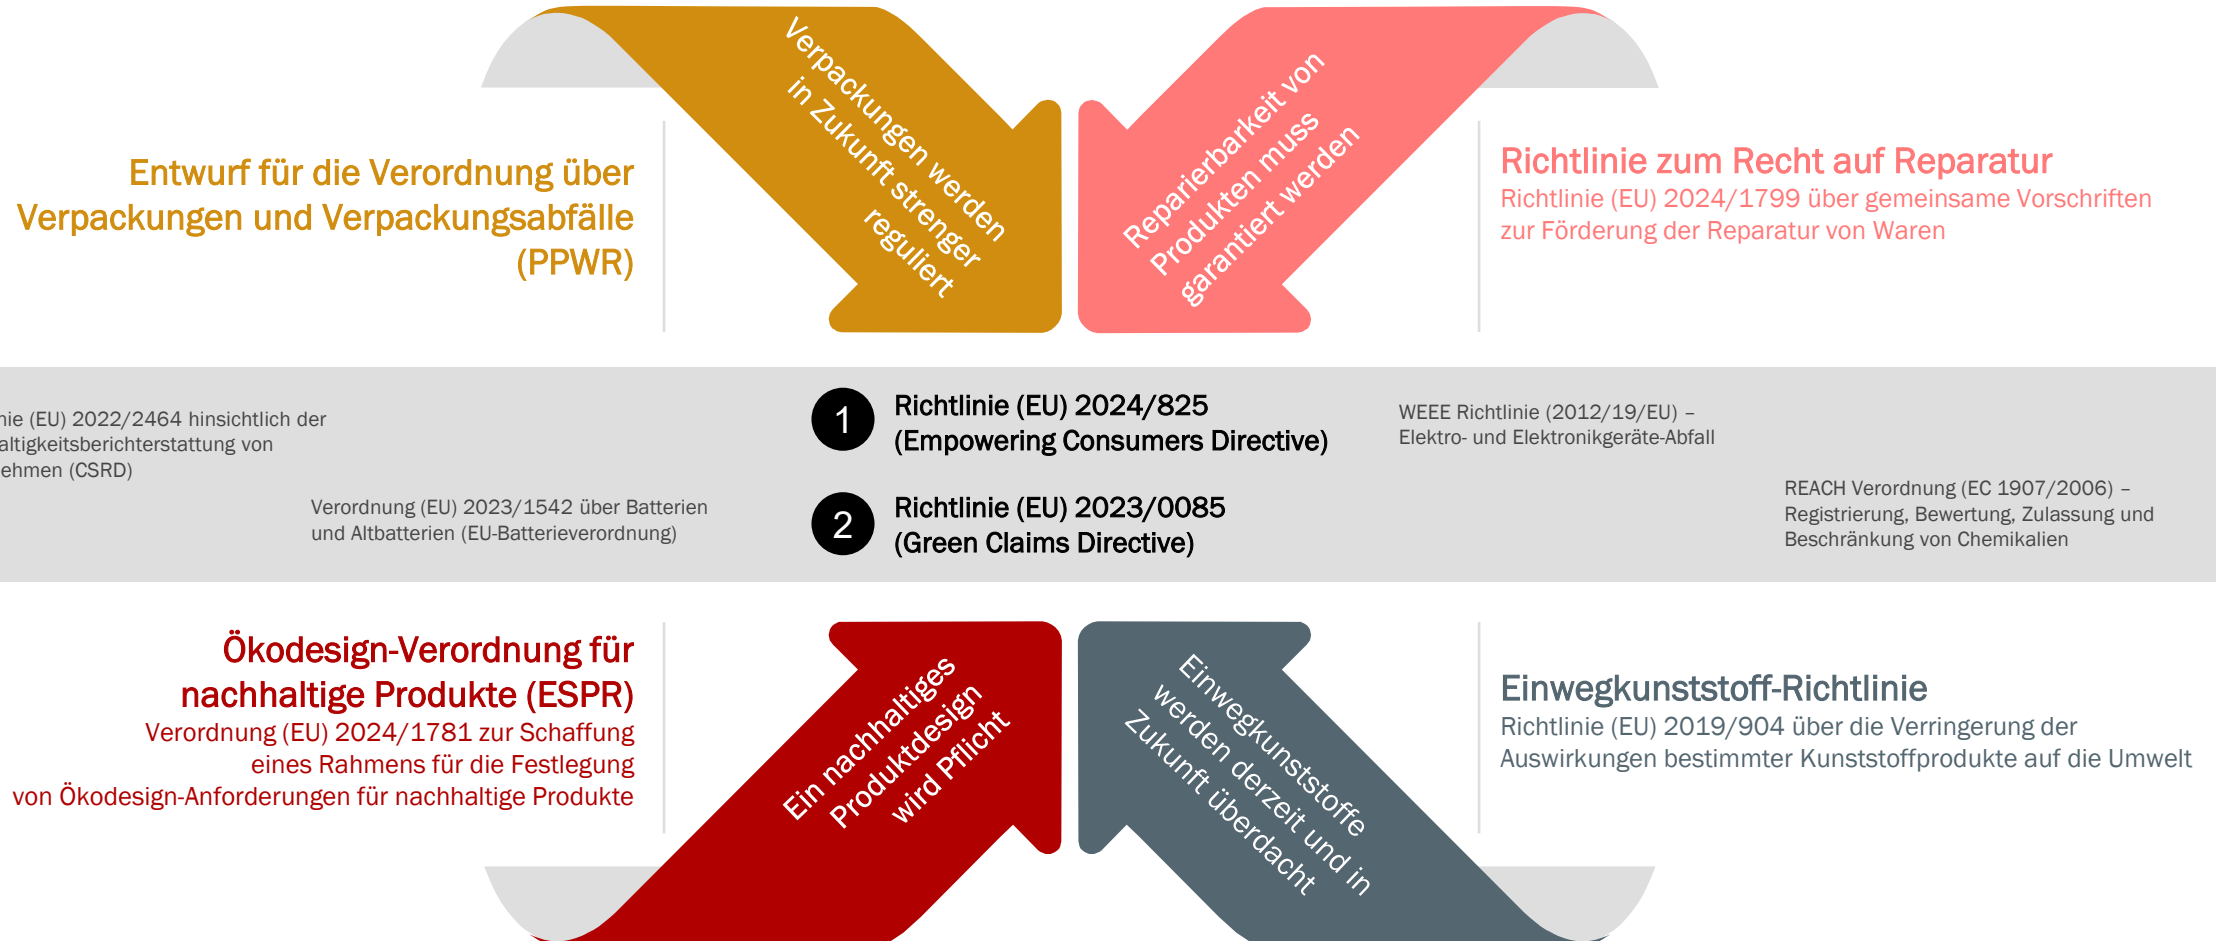 Verpackungen werden
in Zukunft strenger
reguliert
Reparierbarkeit von
Produkten muss
garantiert werden
Entwurf für die Verordnung über
Verpackungen und Verpackungsabfälle
(PPWR)
Richtlinie zum Recht auf Reparatur
Richtlinie (EU) 2024/1799 über gemeinsame Vorschriften
zur Förderung der Reparatur von Waren
nie (EU) 2022/2464 hinsichtlich der
altigkeitsberichterstattung von
ehmen (CSRD)
Verordnung (EU) 2023/1542 über Batterien
und Altbatterien (EU-Batterieverordnung)
1
Richtlinie (EU) 2024/825
(Empowering Consumers Directive)
2
Richtlinie (EU) 2023/0085
(Green Claims Directive)
WEEE Richtlinie (2012/19/EU) –
Elektro- und Elektronikgeräte-Abfall
REACH Verordnung (EC 1907/2006) –
Registrierung, Bewertung, Zulassung und
Beschränkung von Chemikalien
Ökodesign-Verordnung für
nachhaltige Produkte (ESPR)
Verordnung (EU) 2024/1781 zur Schaffung
eines Rahmens für die Festlegung
von Ökodesign-Anforderungen für nachhaltige Produkte
Ein nachhaltiges
Produktdesign
wird Pflicht
Einwegkunststoffe
werden derzeit und in
Zukunft überdacht
Einwegkunststoff-Richtlinie
Richtlinie (EU) 2019/904 über die Verringerung der
Auswirkungen bestimmter Kunststoffprodukte auf die Umwelt